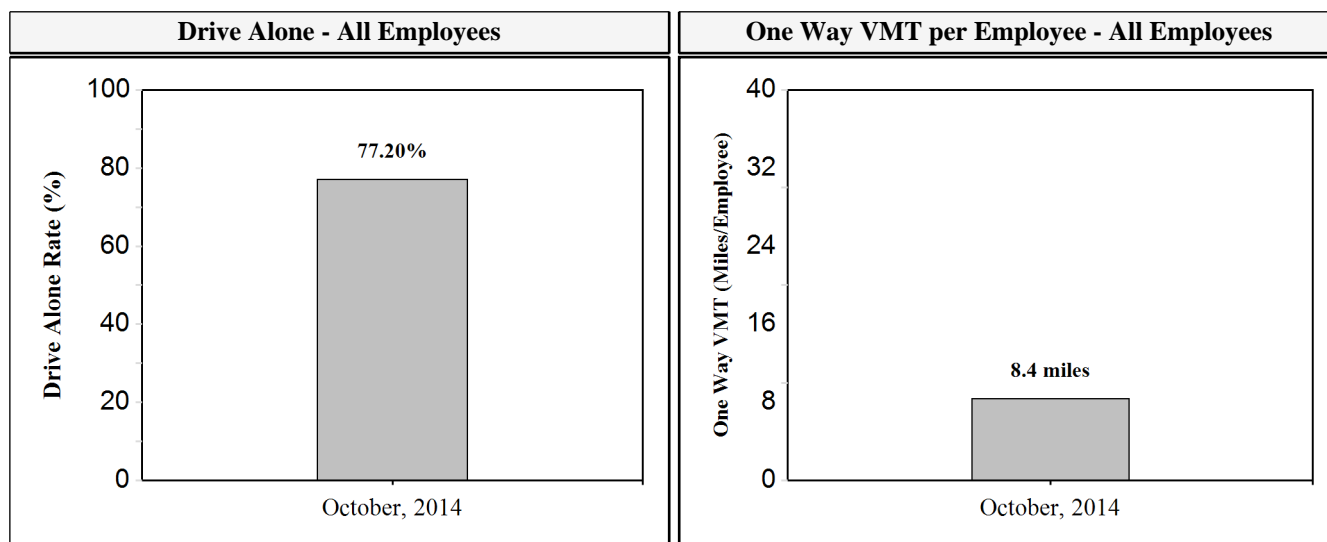 Drive Alone - All Employees
Drive Alone Rate (%)
100
80
60
40
20
0
77.20%
October, 2014
One Way VMT per Employee - All Employees
One Way VMT (Miles/Employee)
40
32
24
16
8
0
8.4 miles
October, 2014